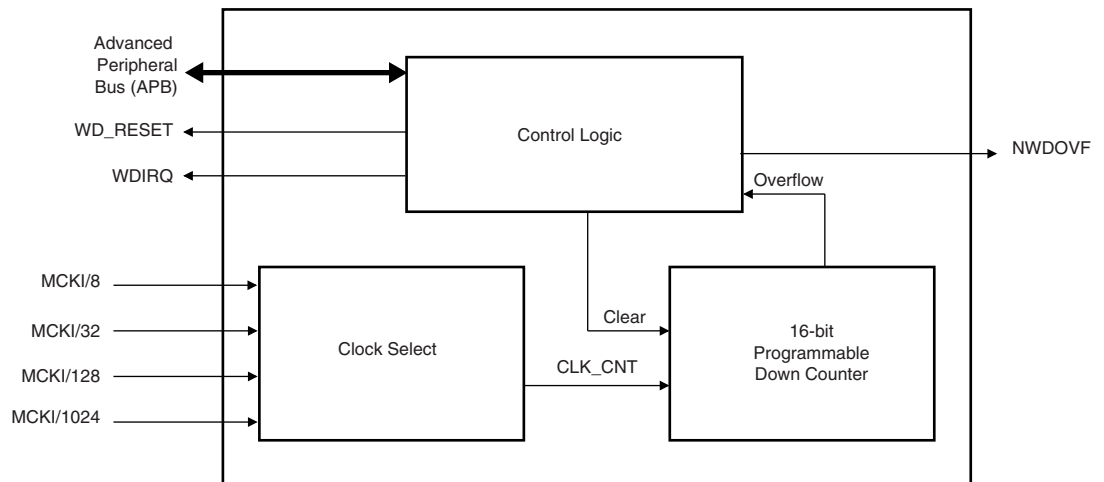 Advanced
Peripheral
Bus (APB)
WD_RESET
WDIRQ
Control Logic
NWDOVF
Overflow
MCKI/8
MCKI/32
MCKI/128
MCKI/1024
Clock Select
Clear
CLK_CNT
16-bit
Programmable
Down Counter